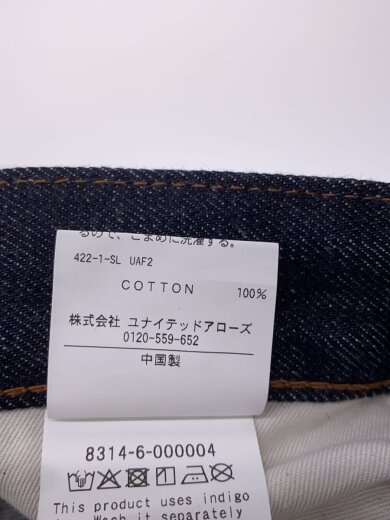 るので、こまめに洗濯する。
422-1-SL UAF2
COTTON 100%
株式会社 ユナイテッドアローズ
0120-559-652
中国製
8314-6-000004
This product uses indigo
Wash it separately